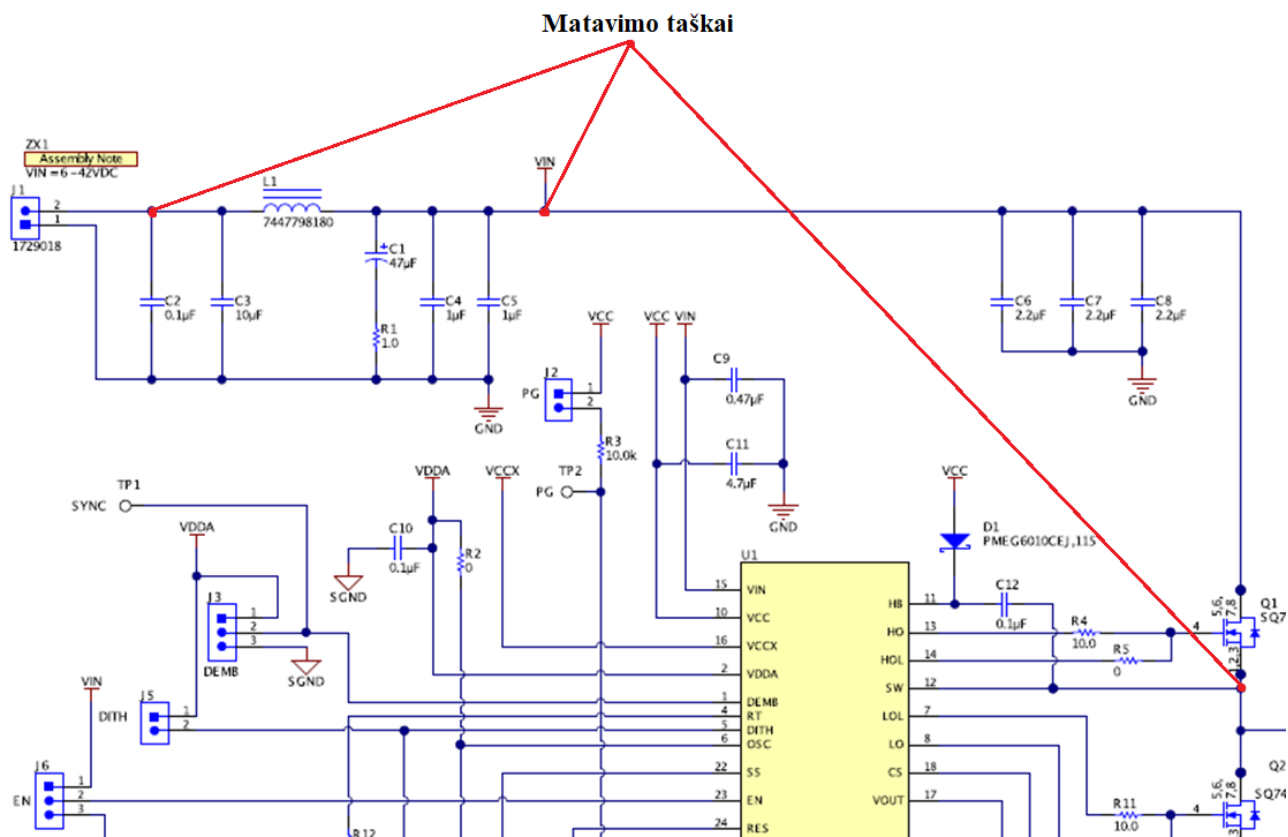 Matavimo taškai
ZX1
Assembly Note
VIN = 6 -42VDC
J1
2
1
1729018
L1
7447798180
VIN
C1
47µF
C2
0.1µF
C3
10µF
C4
1µF
C5
1µF
R1
1.0
C6
2.2µF
C7
2.2µF
C8
2.2µF
GND
GND
VCC
J2
PG
1
2
R3
10.0k
TP2
PG
VCC
VIN
C9
0.47µF
C11
4.7µF
GND
TP1
SYNC
VDDA
VCCX
VDDA
C10
0.1µF
SGND
R2
0
J3
1
2
3
DEMB
SGND
VIN
J5
DITH
1
2
J6
EN
1
2
3
R12
VCC
D1
PMEG6010CEJ,115
C12
0.1µF
U1
15 VIN
10 VCC
16 VCCX
2 VDDA
1 DEMB
4 RT
5 DITH
6 OSC
22 SS
23 EN
24 RES
HB 11
HO 13
HOL 14
SW 12
LOL 7
LO 8
CS 18
VOUT 17
R4
10.0
R5
0
4
5,6,
7,8
1,2,3
Q1
SQ7
R11
10.0
4
5,6,
7,8
Q2
SQ74